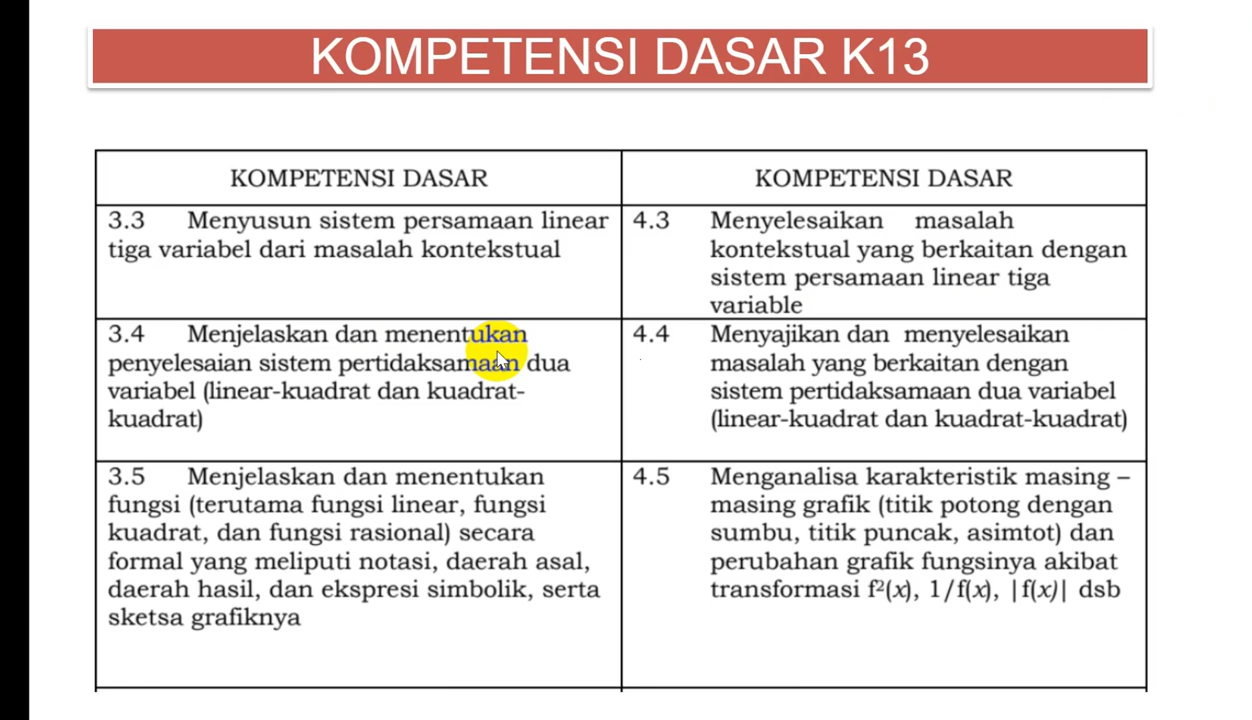 KOMPETENSI DASAR K13
KOMPETENSI DASAR
KOMPETENSI DASAR
3.3 Menyusun sistem persamaan linear
tiga variabel dari masalah kontekstual
4.3 Menyelesaikan masalah
kontekstual yang berkaitan dengan
sistem persamaan linear tiga
variable
3.4 Menjelaskan dan menentukan
penyelesaian sistem pertidaksamaan dua
variabel (linear-kuadrat dan kuadrat-
kuadrat)
4.4 Menyajikan dan menyelesaikan
masalah yang berkaitan dengan
sistem pertidaksamaan dua variabel
(linear-kuadrat dan kuadrat-kuadrat)
3.5 Menjelaskan dan menentukan
fungsi (terutama fungsi linear, fungsi
kuadrat, dan fungsi rasional) secara
formal yang meliputi notasi, daerah asal,
daerah hasil, dan ekspresi simbolik, serta
sketsa grafiknya
4.5 Menganalisa karakteristik masing –
masing grafik (titik potong dengan
sumbu, titik puncak, asimtot) dan
perubahan grafik fungsinya akibat
transformasi f²(x), 1/f(x), |f(x)| dsb